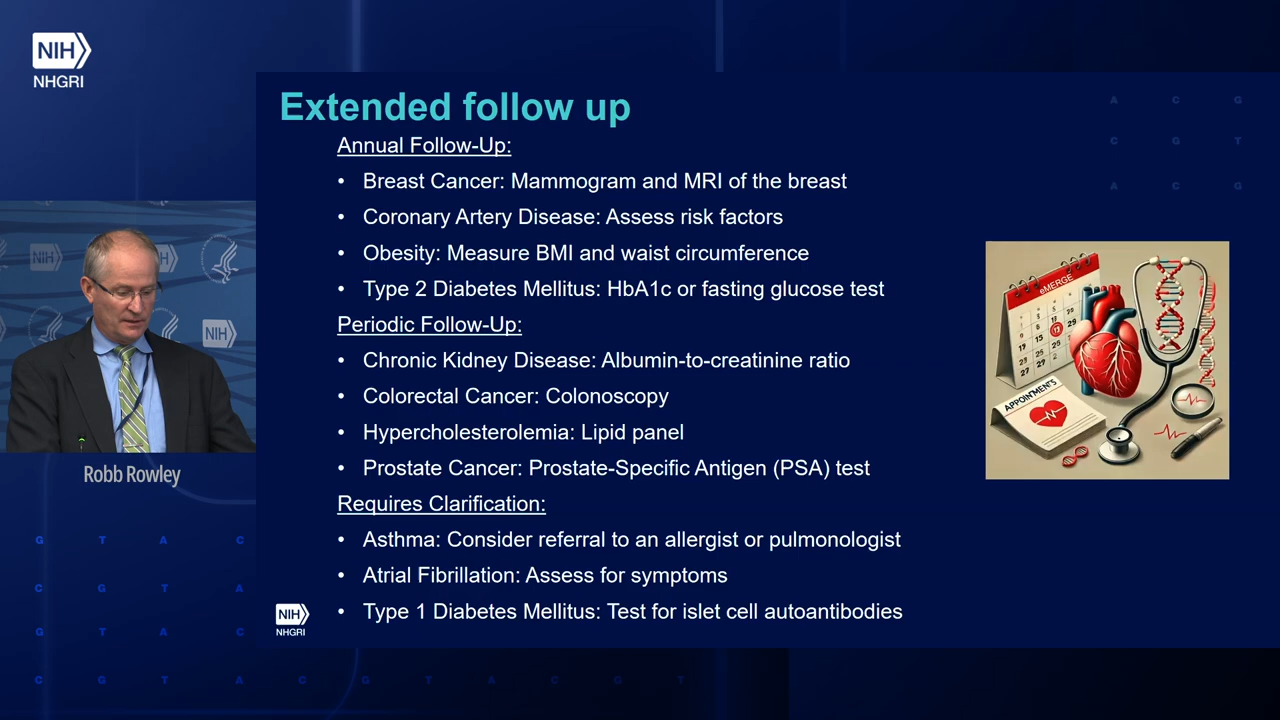 NIH
NHGRI
Extended follow up
Annual Follow-Up:
• Breast Cancer: Mammogram and MRI of the breast
• Coronary Artery Disease: Assess risk factors
• Obesity: Measure BMI and waist circumference
• Type 2 Diabetes Mellitus: HbA1c or fasting glucose test
Periodic Follow-Up:
• Chronic Kidney Disease: Albumin-to-creatinine ratio
• Colorectal Cancer: Colonoscopy
• Hypercholesterolemia: Lipid panel
• Prostate Cancer: Prostate-Specific Antigen (PSA) test
Requires Clarification:
• Asthma: Consider referral to an allergist or pulmonologist
• Atrial Fibrillation: Assess for symptoms
• Type 1 Diabetes Mellitus: Test for islet cell autoantibodies
NIH
NHGRI
eMERGE
APPOINTMENTS
NIH
NIH
Robb Rowley
A C G
C G T
A C G
G T A C
C G T A
G T A C
C G T A C G T A C G T